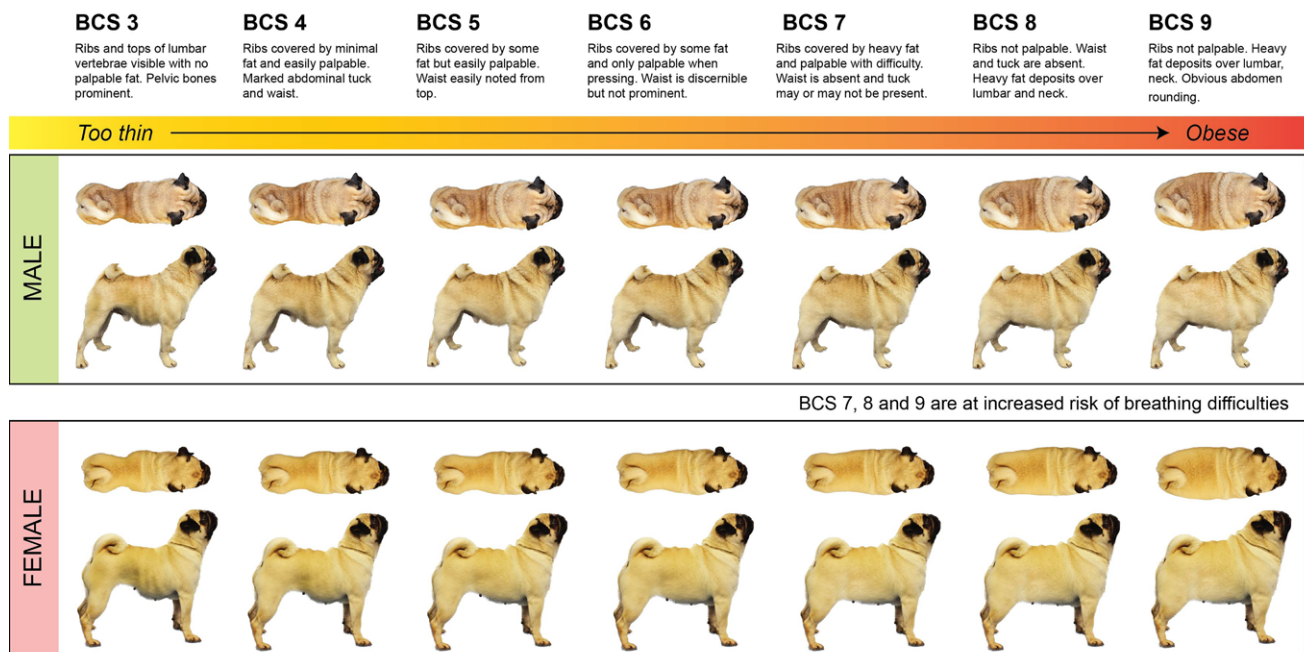 BCS 3
Ribs and tops of lumbar
vertebrae visible with no
palpable fat. Pelvic bones
prominent.
BCS 4
Ribs covered by minimal
fat and easily palpable.
Marked abdominal tuck
and waist.
BCS 5
Ribs covered by some
fat but easily palpable.
Waist easily noted from
top.
BCS 6
Ribs covered by some fat
and only palpable when
pressing. Waist is discernible
but not prominent.
BCS 7
Ribs covered by heavy fat
and palpable with difficulty.
Waist is absent and tuck
may or may not be present.
BCS 8
Ribs not palpable. Waist
and tuck are absent.
Heavy fat deposits over
lumbar and neck.
BCS 9
Ribs not palpable. Heavy
fat deposits over lumbar,
neck. Obvious abdomen
rounding.
Too thin
Obese
MALE
BCS 7, 8 and 9 are at increased risk of breathing difficulties
FEMALE